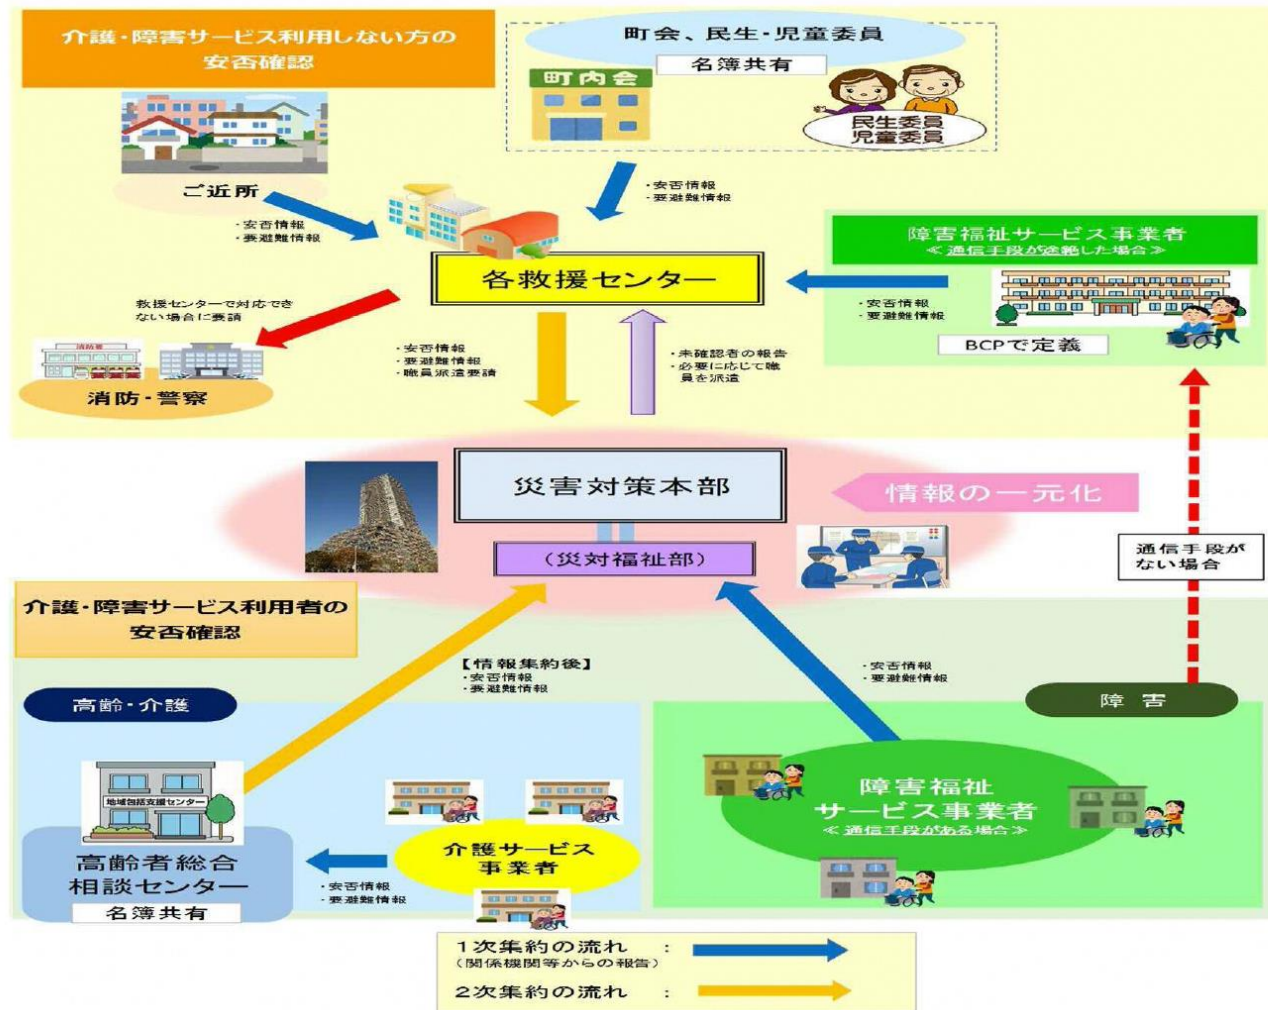 介護・障害サービス利用しない方の
安否確認
町会、民生・児童委員
名簿共有
町内会
民生委員
児童委員
ご近所
・安否情報
・要避難情報
・安否情報
・要避難情報
障害福祉サービス事業者
≪通信手段が途絶した場合≫
・安否情報
・要避難情報
BCPで定義
各救援センター
救援センターで対応でき
ない場合に要請
消防署
消防・警察
・安否情報
・要避難情報
・職員派遣要請
・未確認者の報告
・必要に応じて職
員を派遣
災害対策本部
情報の一元化
（災対福祉部）
通信手段が
ない場合
介護・障害サービス利用者の
安否確認
【情報集約後】
・安否情報
・要避難情報
・安否情報
・要避難情報
高齢・介護
障害
地域包括支援センター
高齢者総合
相談センター
名簿共有
介護サービス
事業者
・安否情報
・要避難情報
障害福祉
サービス事業者
≪通信手段がある場合≫
1次集約の流れ ：
（関係機関等からの報告）
2次集約の流れ ：